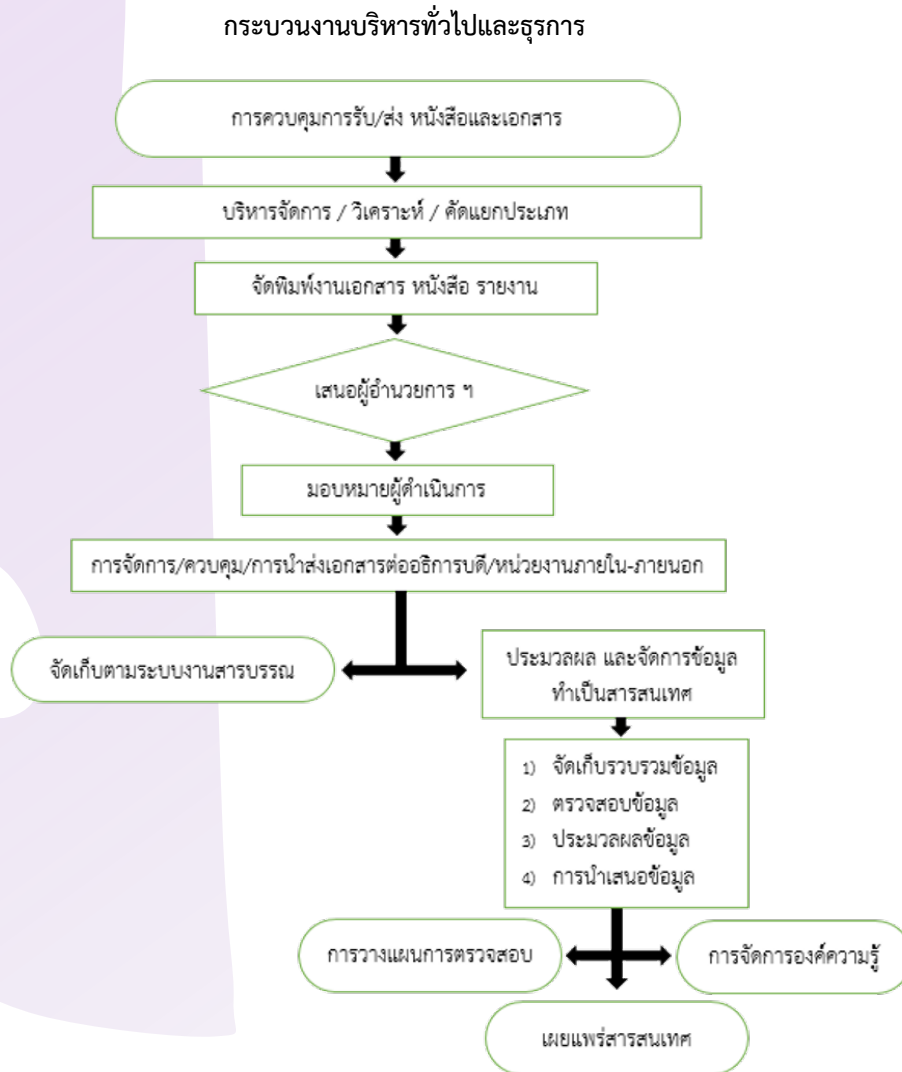 กระบวนงานบริหารทั่วไปและธุรการ
การควบคุมการรับ/ส่ง หนังสือและเอกสาร
บริหารจัดการ / วิเคราะห์ / คัดแยกประเภท
จัดพิมพ์งานเอกสาร หนังสือ รายงาน
เสนอผู้อำนวยการ ฯ
มอบหมายผู้ดำเนินการ
การจัดการ/ควบคุม/การนำส่งเอกสารต่ออธิการบดี/หน่วยงานภายใน-ภายนอก
จัดเก็บตามระบบงานสารบรรณ
ประมวลผล และจัดการข้อมูล
ทำเป็นสารสนเทศ
1) จัดเก็บรวบรวมข้อมูล
2) ตรวจสอบข้อมูล
3) ประมวลผลข้อมูล
4) การนำเสนอข้อมูล
การวางแผนการตรวจสอบ
การจัดการองค์ความรู้
เผยแพร่สารสนเทศ